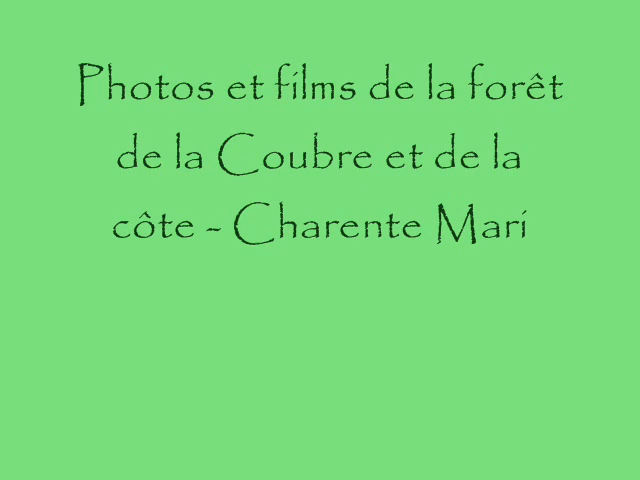 Photos et films de la forêt
de la Coubre et de la
côte - Charente Mari